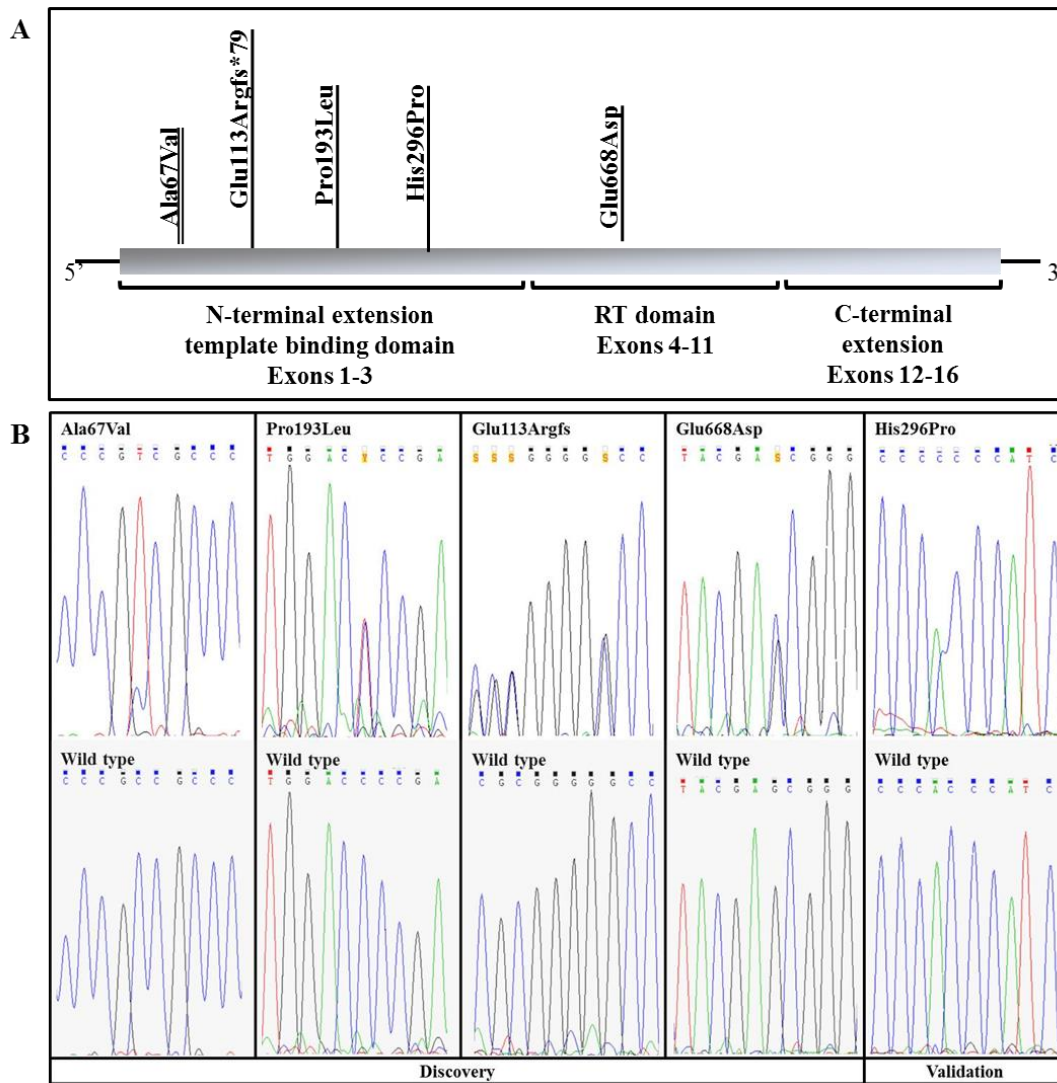 A
Ala67Val
Glu113Argfs*79
Pro193Leu
His296Pro
Glu668Asp
5’
3
N-terminal extension
template binding domain
Exons 1-3
RT domain
Exons 4-11
C-terminal
extension
Exons 12-16
B
Ala67Val
C C C G T C G C C C
Pro193Leu
T G G A C Y C C G A
Glu113Argfs
S S S G G G G S C C
Glu668Asp
T A C G A S C G G
His296Pro
C C C C C C C A T C
Wild type
C C C G C C G C C C
Wild type
T G G A C C C C G A
Wild type
C G C G G G G G C C
Wild type
T A C G A G C G G G
Wild type
C C C A C C C A T C
Discovery
Validation